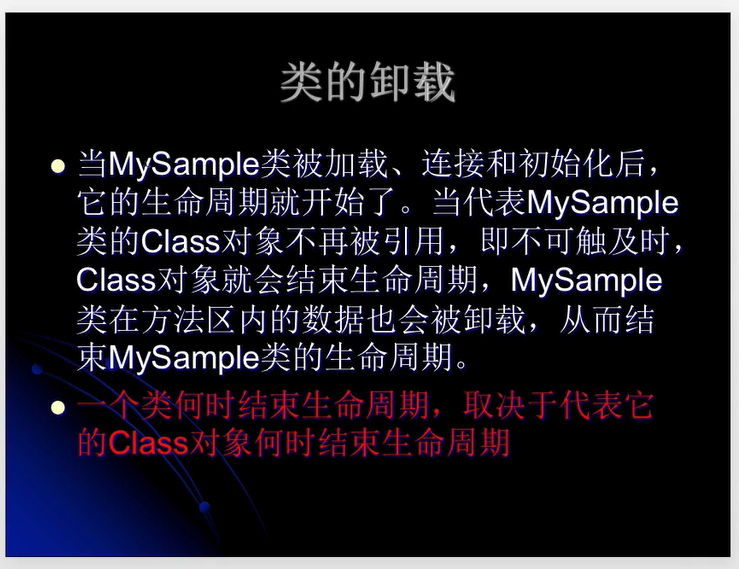 类的卸载
当MySample类被加载、连接和初始化后，
它的生命周期就开始了。当代表MySample
类的Class对象不再被引用，即不可触及时，
Class对象就会结束生命周期，MySample
类在方法区内的数据也会被卸载，从而结
束MySample类的生命周期。
一个类何时结束生命周期，取决于代表它
的Class对象何时结束生命周期